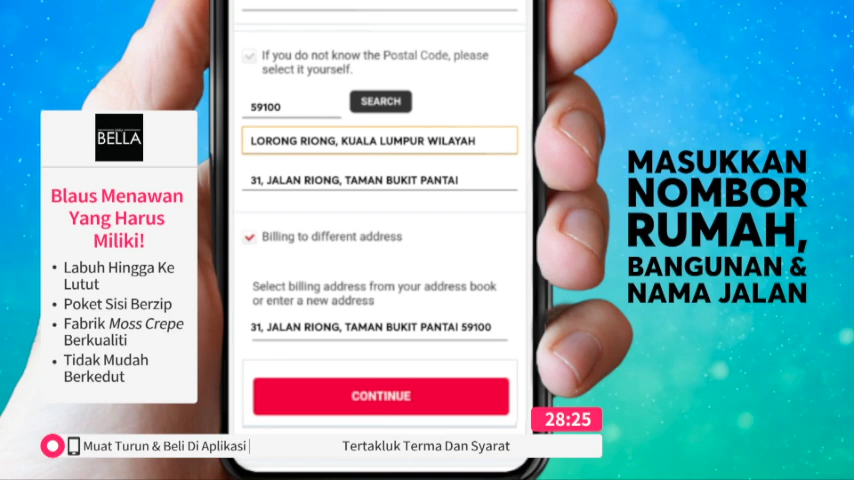 If you do not know the Postal Code, please
select it yourself.
59100
SEARCH
LORONG RIONG, KUALA LUMPUR WILAYAH
31, JALAN RIONG, TAMAN BUKIT PANTAI
Billing to different address
Select billing address from your address book
or enter a new address
31, JALAN RIONG, TAMAN BUKIT PANTAI 59100
CONTINUE
BELLA
Blaus Menawan
Yang Harus
Miliki!
• Labuh Hingga Ke
Lutut
• Poket Sisi Berzip
• Fabrik Moss Crepe
Berkualiti
• Tidak Mudah
Berkedut
MASUKKAN
NOMBOR
RUMAH,
BANGUNAN &
NAMA JALAN
28:25
Muat Turun & Beli Di Aplikasi
Tertakluk Terma Dan Syarat